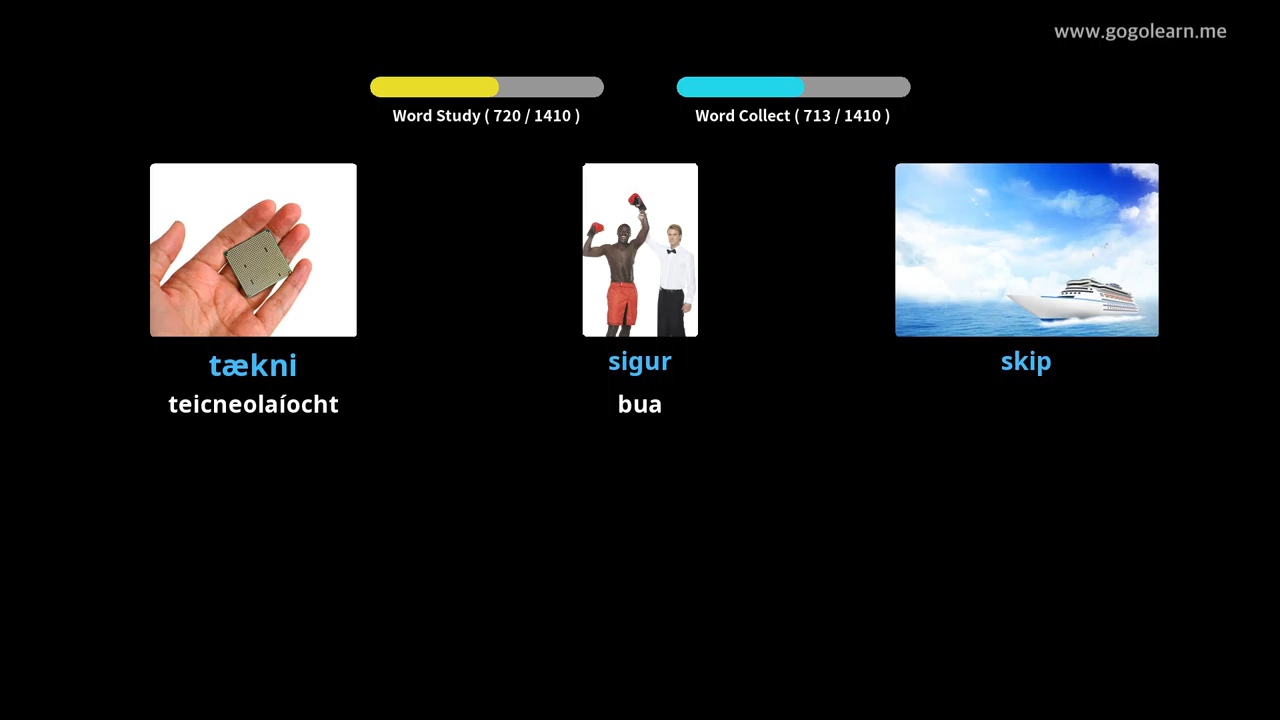 www.gogolearn.me
Word Study ( 720 / 1410 )
Word Collect ( 713 / 1410 )
tækni
sigur
skip
teicneolaíocht
bua